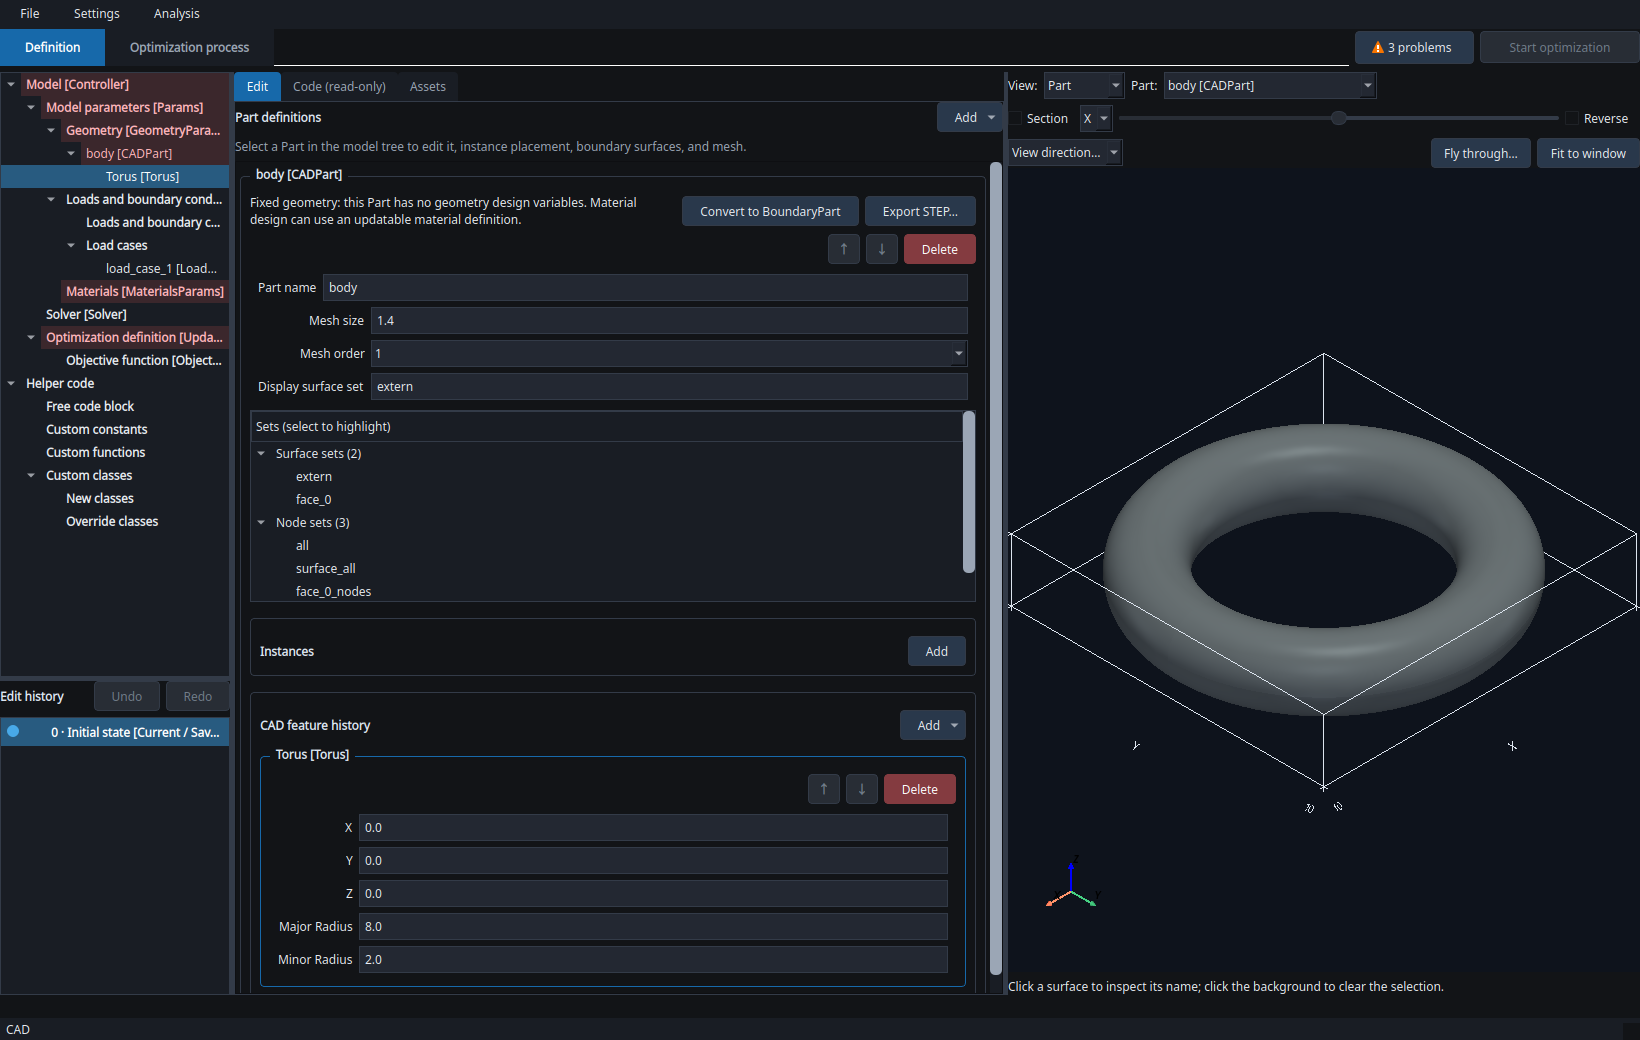 File Settings Analysis
Definition Optimization process 3 problems Start optimization
Model [Controller]
Model parameters [Params]
Geometry [GeometryPara...
body [CADPart]
Torus [Torus]
Loads and boundary cond...
Loads and boundary c...
Load cases
load_case_1 [Load...
Materials [MaterialsParams]
Solver [Solver]
Optimization definition [Upda...
Objective function [Object...
Helper code
Free code block
Custom constants
Custom functions
Custom classes
New classes
Override classes
Edit history Undo Redo
0 · Initial state [Current / Sav...
Edit Code (read-only) Assets
Part definitions Add
Select a Part in the model tree to edit it, instance placement, boundary surfaces, and mesh.
body [CADPart]
Fixed geometry: this Part has no geometry design variables. Material
design can use an updatable material definition.
Convert to BoundaryPart Export STEP...
↑ ↓ Delete
Part name body
Mesh size 1.4
Mesh order 1
Display surface set extern
Sets (select to highlight)
Surface sets (2)
extern
face_0
Node sets (3)
all
surface_all
face_0_nodes
Instances Add
CAD feature history Add
Torus [Torus]
↑ ↓ Delete
X 0.0
Y 0.0
Z 0.0
Major Radius 8.0
Minor Radius 2.0
View: Part Part: body [CADPart]
Section X Reverse
View direction... Fly through... Fit to window
Click a surface to inspect its name; click the background to clear the selection.
CAD